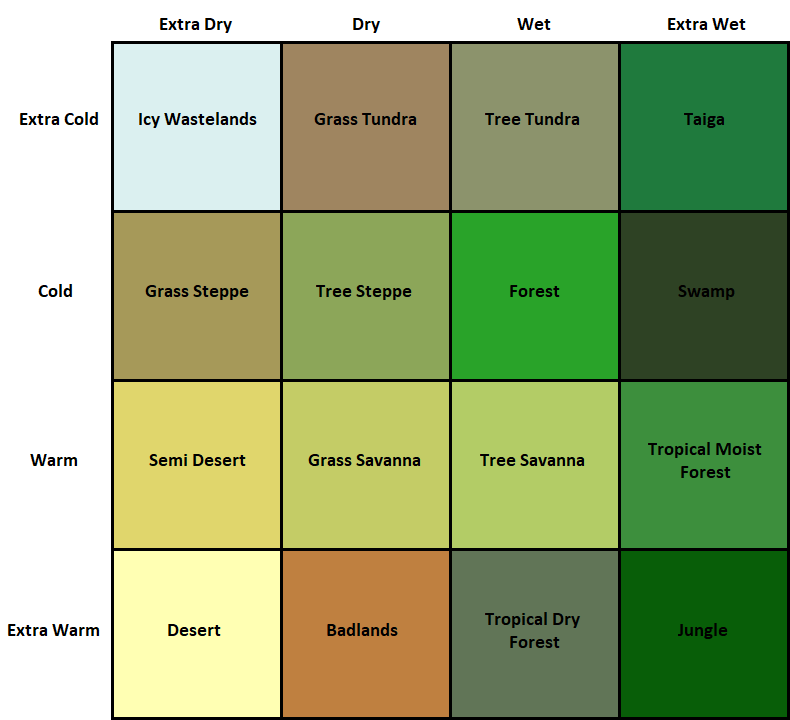 Extra Dry Dry Wet Extra Wet
Extra Cold Icy Wastelands Grass Tundra Tree Tundra Taiga
Cold Grass Steppe Tree Steppe Forest Swamp
Warm Semi Desert Grass Savanna Tree Savanna Tropical Moist
Forest
Extra Warm Desert Badlands Tropical Dry
Forest Jungle